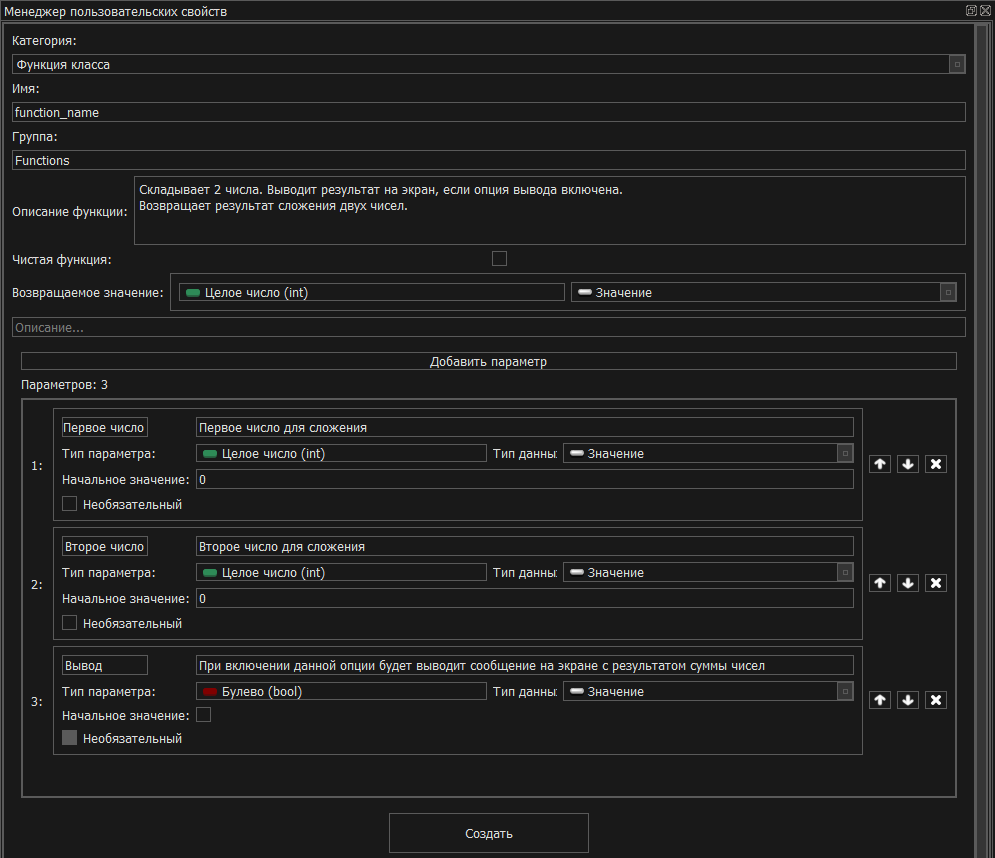 Менеджер пользовательских свойств
Категория:
Функция класса
Имя:
function_name
Группа:
Functions
Описание функции:
Складывает 2 числа. Выводит результат на экран, если опция вывода включена.
Возвращает результат сложения двух чисел.
Чистая функция:
Возвращаемое значение: Целое число (int) Значение
Описание...
Добавить параметр
Параметров: 3
1:
Первое число Первое число для сложения
Тип параметра: Целое число (int) Тип данны: Значение
Начальное значение: 0
Необязательный
2:
Второе число Второе число для сложения
Тип параметра: Целое число (int) Тип данны: Значение
Начальное значение: 0
Необязательный
3:
Вывод При включении данной опции будет выводит сообщение на экране с результатом суммы чисел
Тип параметра: Булево (bool) Тип данны: Значение
Начальное значение:
Необязательный
Создать